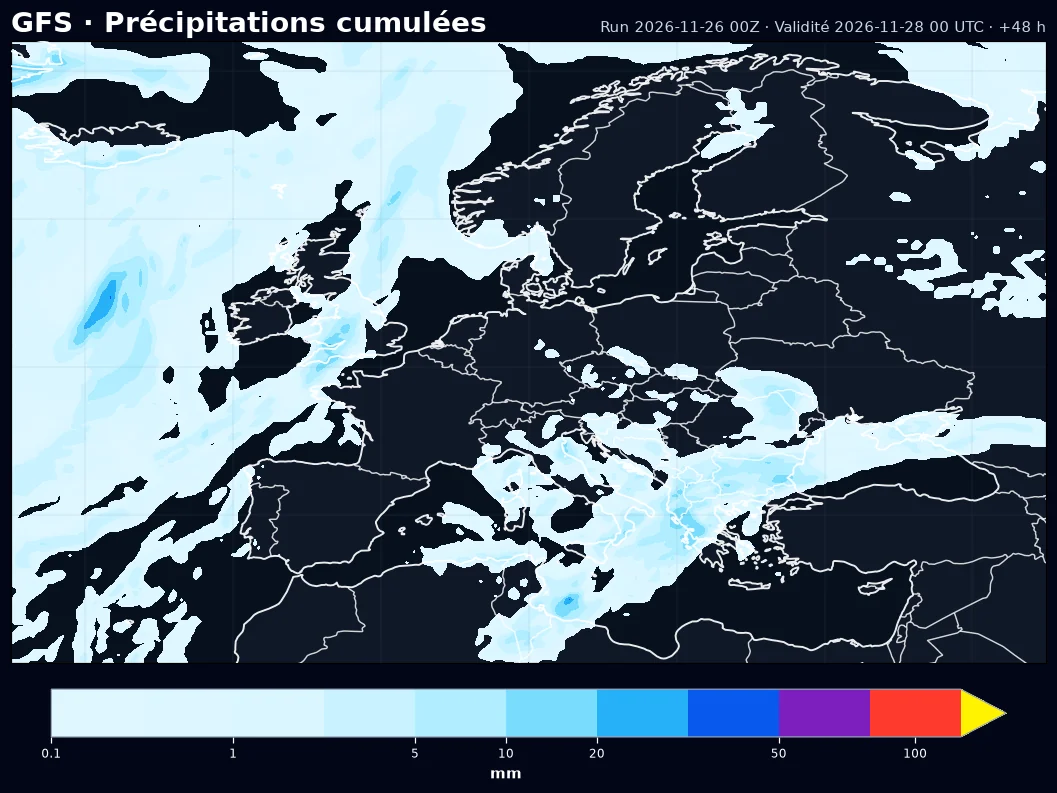 GFS · Précipitations cumulées
Run 2026-11-26 00Z · Validité 2026-11-28 00 UTC · +48 h
0.1 1 5 10 20 50 100
mm